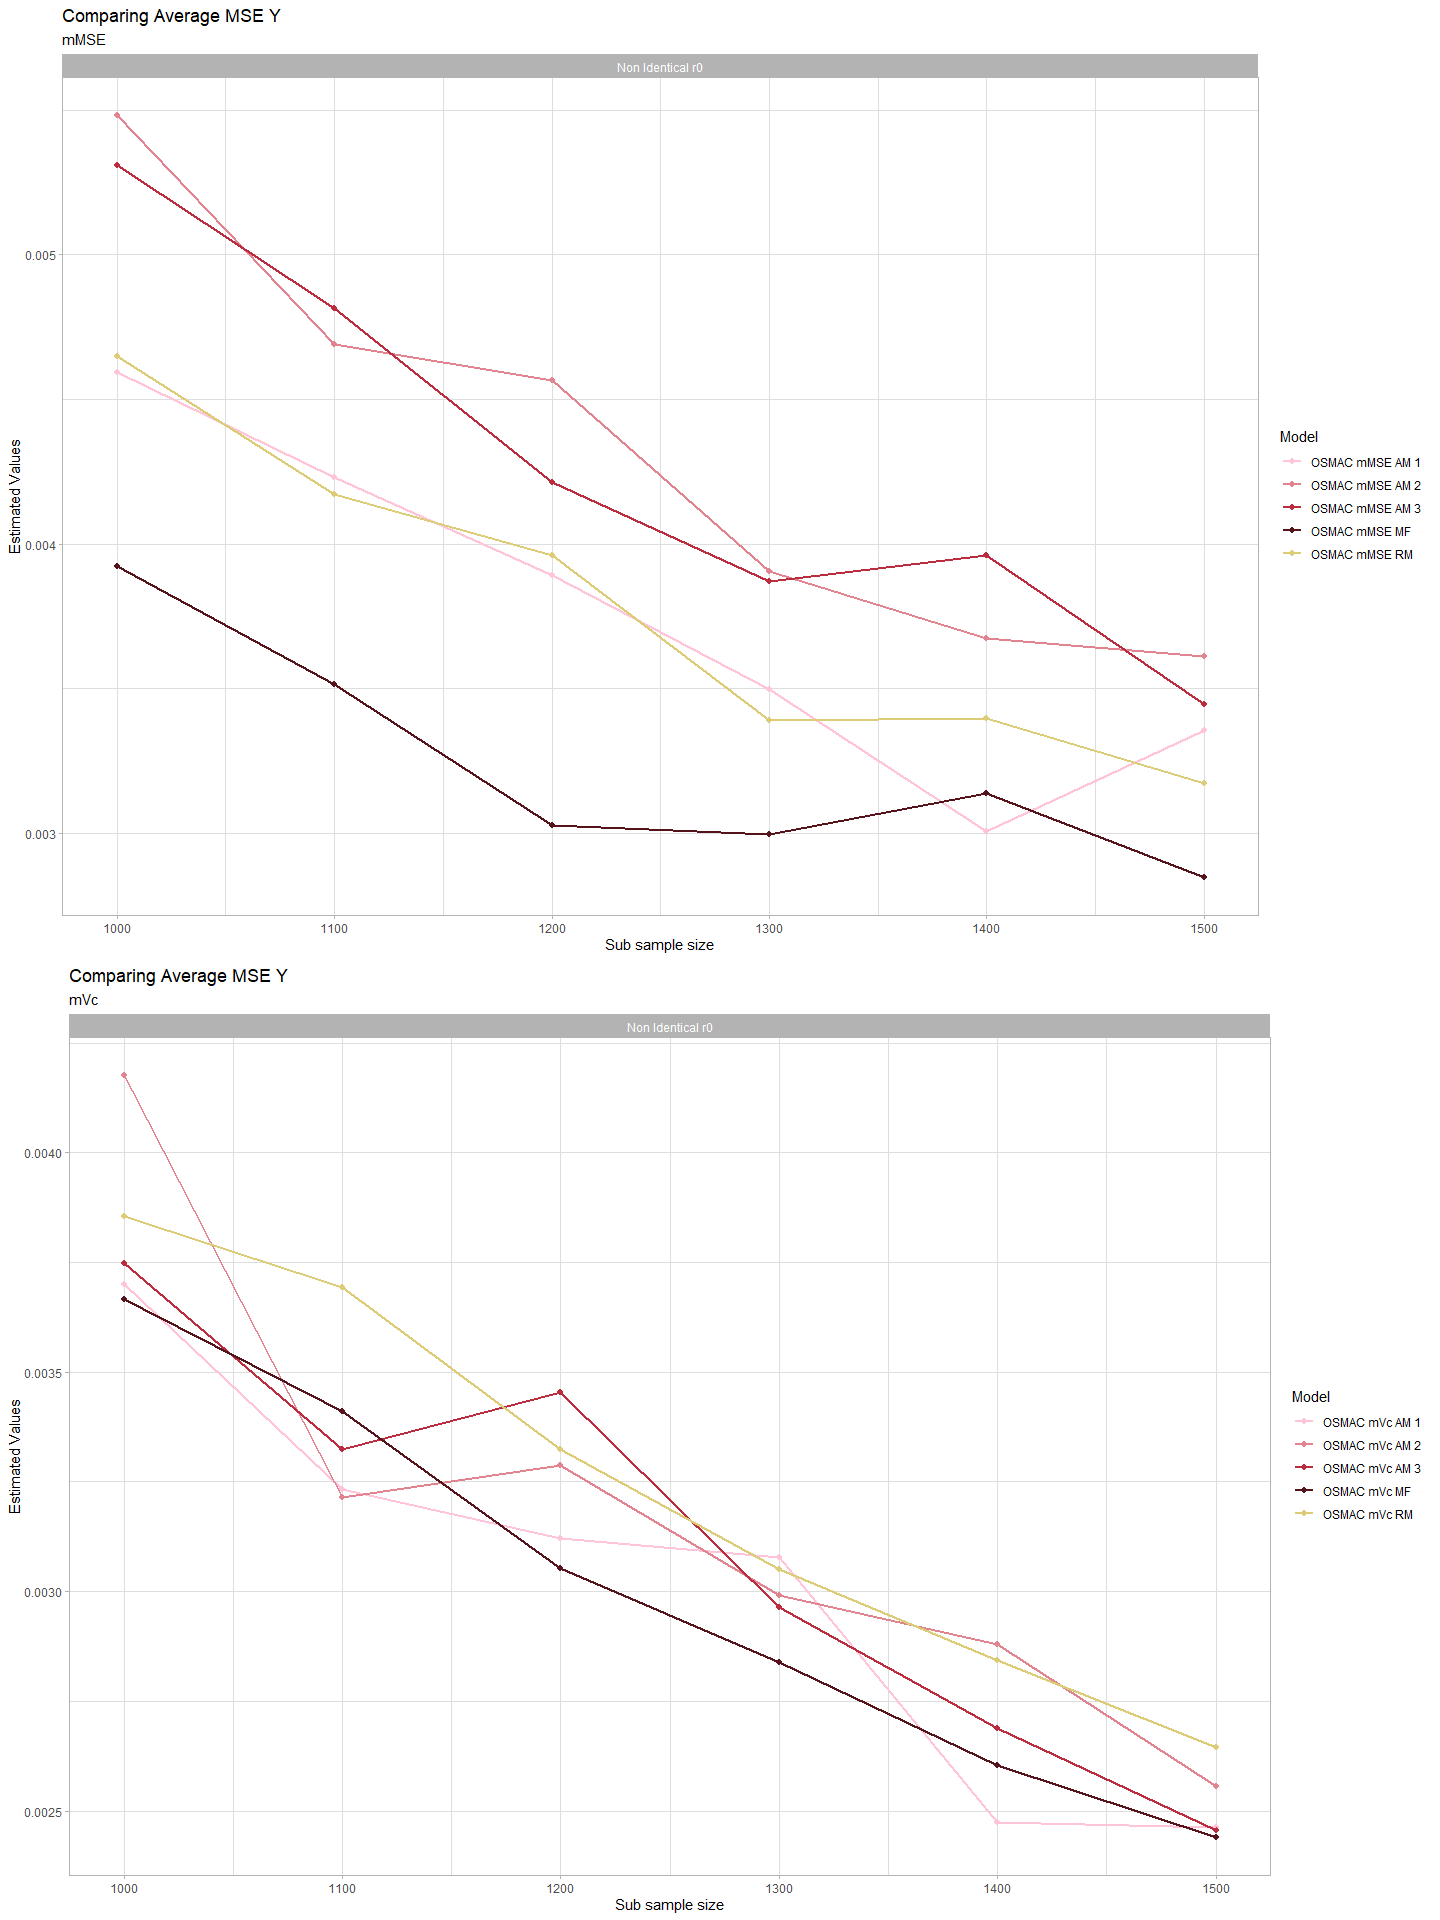 Comparing Average MSE Y
mMSE
Non Identical r0
0.005
0.004
0.003
Estimated Values
1000 1100 1200 1300 1400 1500
Sub sample size
Model
OSMAC mMSE AM 1
OSMAC mMSE AM 2
OSMAC mMSE AM 3
OSMAC mMSE MF
OSMAC mMSE RM
Comparing Average MSE Y
mVc
Non Identical r0
0.0040
0.0035
0.0030
0.0025
Estimated Values
1000 1100 1200 1300 1400 1500
Sub sample size
Model
OSMAC mVc AM 1
OSMAC mVc AM 2
OSMAC mVc AM 3
OSMAC mVc MF
OSMAC mVc RM